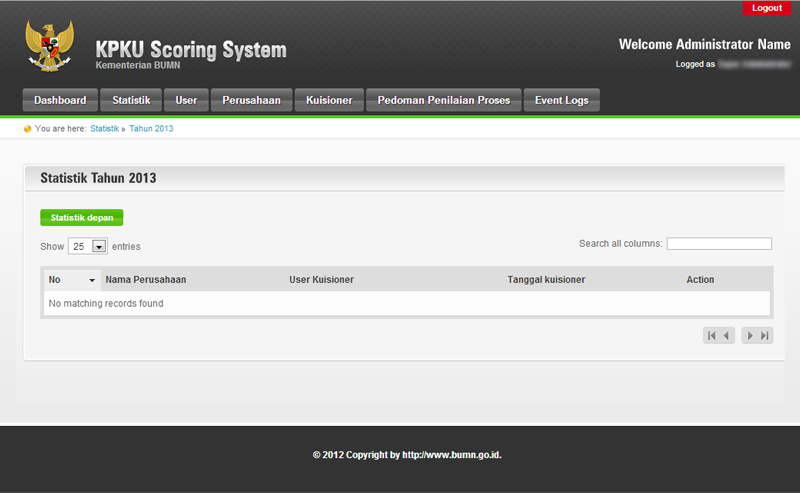 Logout
KPKU Scoring System
Kementerian BUMN
Welcome Administrator Name
Logged as
Dashboard Statistik User Perusahaan Kuisioner Pedoman Penilaian Proses Event Logs
You are here: Statistik » Tahun 2013
Statistik Tahun 2013
Statistik depan
Show 25 entries
Search all columns:
No Nama Perusahaan User Kuisioner Tanggal kuisioner Action
No matching records found
© 2012 Copyright by http://www.bumn.go.id.